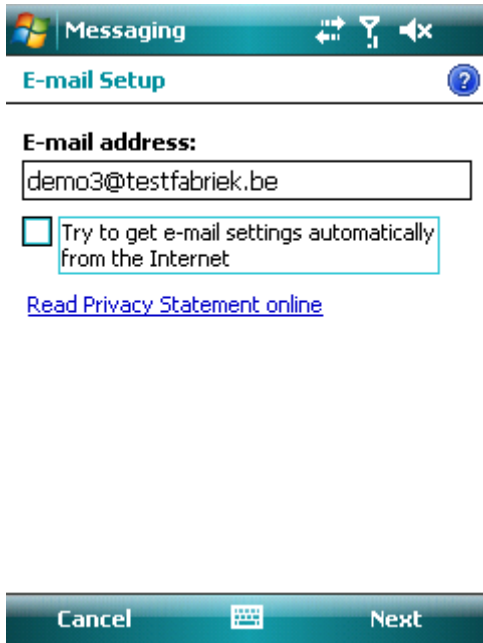 Messaging
E-mail Setup
?
E-mail address:
demo3@testfabriek.be
Try to get e-mail settings automatically
from the Internet
Read Privacy Statement online
Cancel
Next